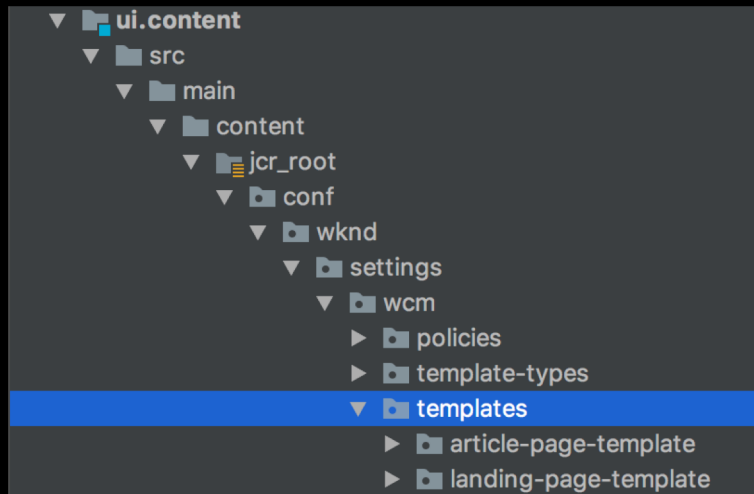 ui.content
src
main
content
jcr_root
conf
wknd
settings
wcm
policies
template-types
templates
article-page-template
landing-page-template